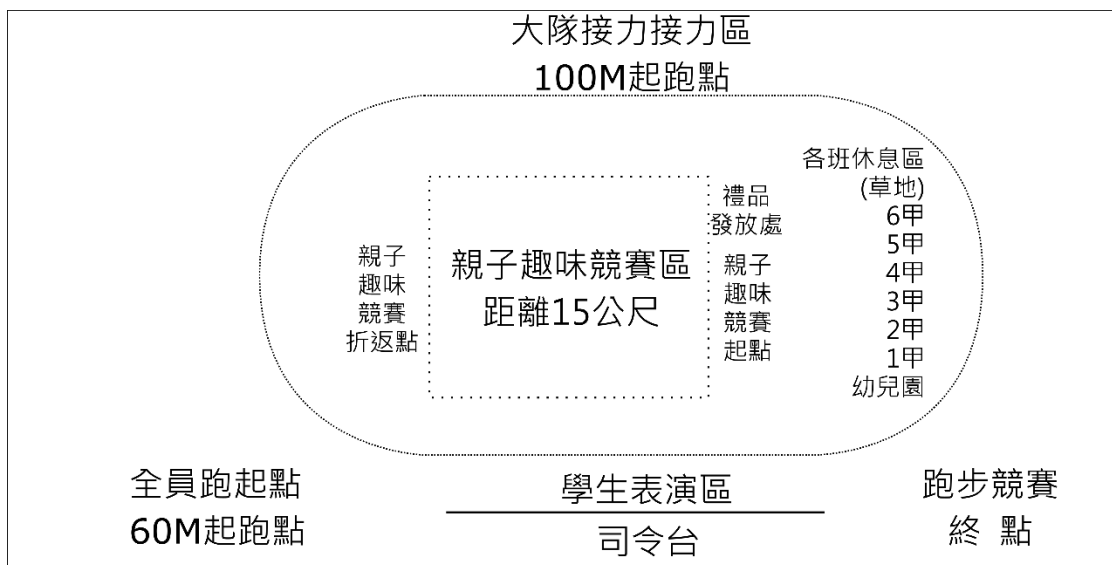 大隊接力接力區
100M起跑點
各班休息區
(草地)
6甲
5甲
4甲
3甲
2甲
1甲
幼兒園
禮品
發放處
親子
趣味
競賽
起點
親子趣味競賽區
距離15公尺
親子
趣味
競賽
折返點
全員跑起點
60M起跑點
學生表演區
司令台
跑步競賽
終 點